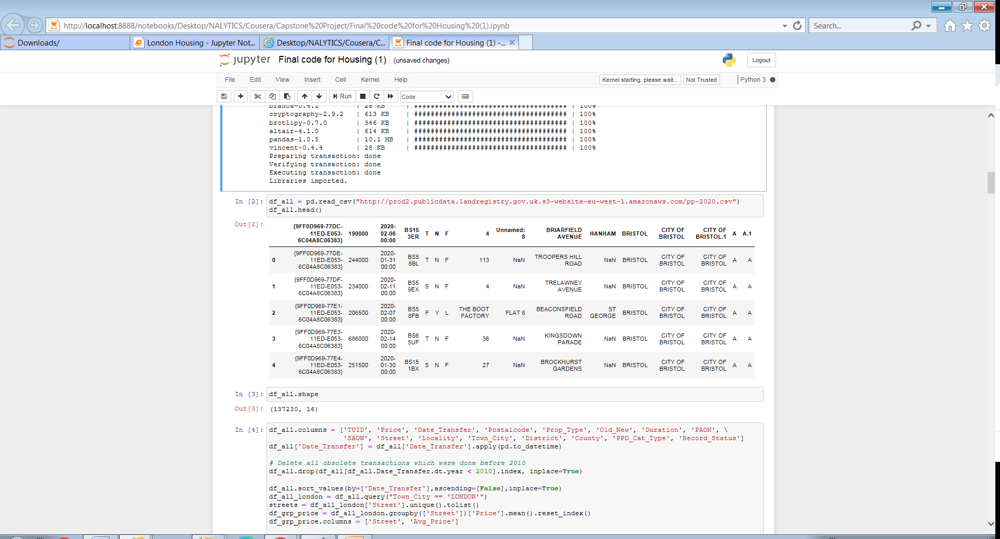 http://localhost:8888/notebooks/Desktop/NALYTICS/Cousera/Capstone%20Project/Final%20code%20for%20Housing%20(1).ipynb
Search...
Downloads/
London Housing - Jupyter Not...
Desktop/NALYTICS/Cousera/C...
Final code for Housing (1) -...
jupyter Final code for Housing (1) (unsaved changes)
Logout
File Edit View Insert Cell Kernel Help
Kernel starting, please wait... Not Trusted Python 3
Run Code
branca-0.4.1 | 26 KB | ##################################### | 100%
cryptography-2.9.2 | 613 KB | ##################################### | 100%
brotlipy-0.7.0 | 346 KB | ##################################### | 100%
altair-4.1.0 | 614 KB | ##################################### | 100%
pandas-1.0.5 | 10.1 MB | ##################################### | 100%
vincent-0.4.4 | 28 KB | ##################################### | 100%
Preparing transaction: done
Verifying transaction: done
Executing transaction: done
Libraries imported.
In [2]: df_all = pd.read_csv("http://prod2.publicdata.landregistry.gov.uk.s3-website-eu-west-1.amazonaws.com/pp-2020.csv")
df_all.head()
Out[2]:
{9FF0D969-77DC- 2020- BS15 Unnamed: BRIARFIELD CITY OF CITY OF
11ED-E053- 190000 02-06 3ER T N F 4 8 AVENUE HANHAM BRISTOL BRISTOL BRISTOL.1 A A.1
6C04A8C06383} 00:00
{9FF0D969-77DE- 2020- BS5 TROOPERS HILL CITY OF CITY OF
0 11ED-E053- 244000 01-31 8BL T N F 113 NaN ROAD NaN BRISTOL BRISTOL BRISTOL A A
6C04A8C06383} 00:00
{9FF0D969-77DF- 2020- BS5 TRELAWNEY CITY OF CITY OF
1 11ED-E053- 234000 02-11 9EX S N F 4 NaN AVENUE NaN BRISTOL BRISTOL BRISTOL A A
6C04A8C06383} 00:00
{9FF0D969-77E1- 2020- BS5 THE BOOT BEACONSFIELD ST CITY OF CITY OF
2 11ED-E053- 206500 02-07 8FB F Y L FACTORY FLAT 8 ROAD GEORGE BRISTOL BRISTOL BRISTOL A A
6C04A8C06383} 00:00
{9FF0D969-77E3- 2020- BS6 KINGSDOWN CITY OF CITY OF
3 11ED-E053- 686000 02-14 5UF T N F 36 NaN PARADE NaN BRISTOL BRISTOL BRISTOL A A
6C04A8C06383} 00:00
{9FF0D969-77E4- 2020- BS15 BROCKHURST CITY OF CITY OF
4 11ED-E053- 251500 01-30 1BX S N F 27 NaN GARDENS NaN BRISTOL BRISTOL BRISTOL A A
6C04A8C06383} 00:00
In [3]: df_all.shape
Out[3]: (137230, 16)
In [4]: df_all.columns = ['TUID', 'Price', 'Date_Transfer', 'Postalcode', 'Prop_Type', 'Old_New', 'Duration', 'PAON', \
'SAON', 'Street', 'Locality', 'Town_City', 'District', 'County', 'PPD_Cat_Type', 'Record_Status']
df_all['Date_Transfer'] = df_all['Date_Transfer'].apply(pd.to_datetime)
# Delete all obsolete transactions which were done before 2010
df_all.drop(df_all[df_all.Date_Transfer.dt.year < 2010].index, inplace=True)
df_all.sort_values(by=['Date_Transfer'],ascending=[False],inplace=True)
df_all_london = df_all.query("Town_City == 'LONDON'")
streets = df_all_london['Street'].unique().tolist()
df_grp_price = df_all_london.groupby(['Street'])['Price'].mean().reset_index()
df_grp_price.columns = ['Street', 'Avg_Price']